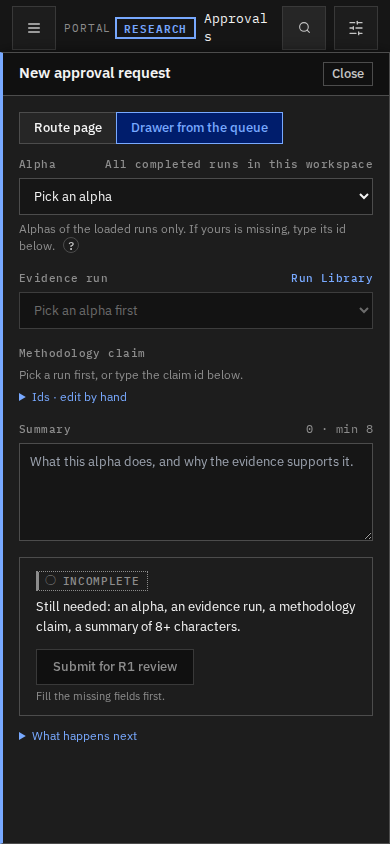 PORTAL RESEARCH Approval
s
New approval request Close
Route page Drawer from the queue
Alpha All completed runs in this workspace
Pick an alpha
Alphas of the loaded runs only. If yours is missing, type its id
below. ?
Evidence run Run Library
Pick an alpha first
Methodology claim
Pick a run first, or type the claim id below.
Ids · edit by hand
Summary 0 · min 8
What this alpha does, and why the evidence supports it.
INCOMPLETE
Still needed: an alpha, an evidence run, a methodology
claim, a summary of 8+ characters.
Submit for R1 review
Fill the missing fields first.
What happens next